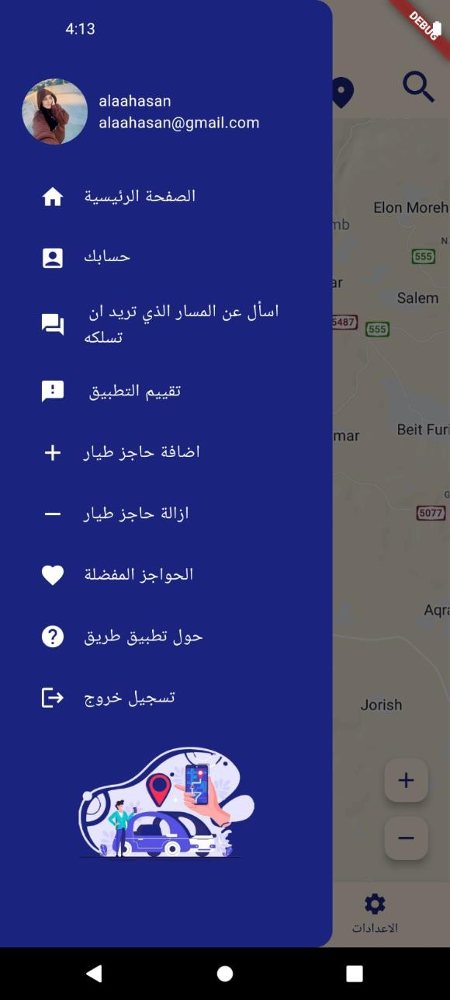 4:13
DEBUG
alaahasan
alaahasan@gmail.com
الصفحة الرئيسية
حسابك
اسأل عن المسار الذي تريد ان
تسلكه
تقييم التطبيق
اضافة حاجز طيار
ازالة حاجز طيار
الحواجز المفضلة
حول تطبيق طريق
تسجيل خروج
Elon Moreh
mb
N
555
ar
Salem
5487
555
Beit Furi
mar
G
5077
Aqra
Jorish
الاعدادات